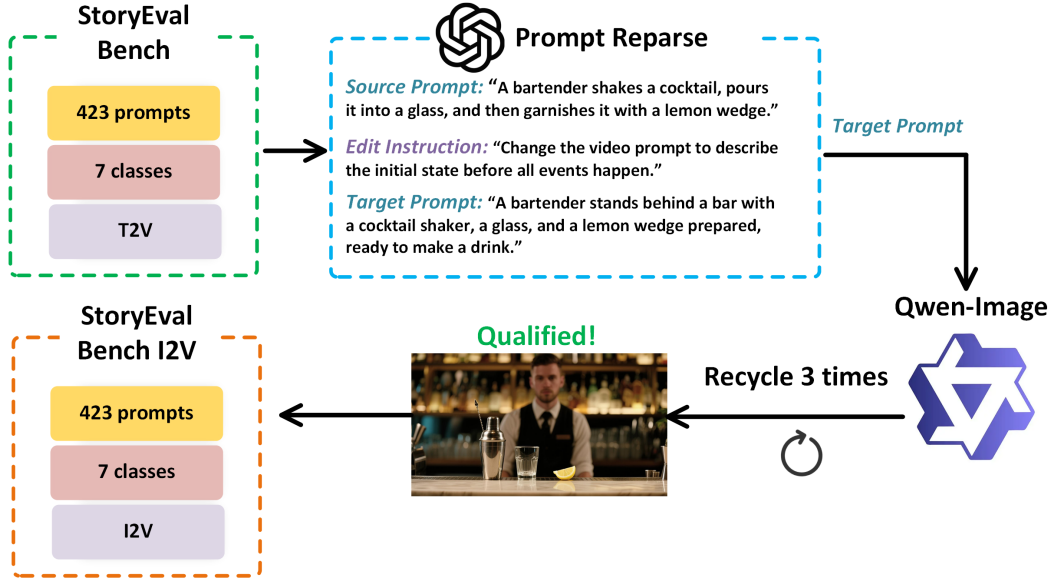 StoryEval
Bench
423 prompts
7 classes
T2V
Prompt Reparse
Source Prompt: “A bartender shakes a cocktail, pours
it into a glass, and then garnishes it with a lemon wedge.”
Edit Instruction: “Change the video prompt to describe
the initial state before all events happen.”
Target Prompt: “A bartender stands behind a bar with
a cocktail shaker, a glass, and a lemon wedge prepared,
ready to make a drink.”
Target Prompt
Qwen-Image
Recycle 3 times
Qualified!
StoryEval
Bench I2V
423 prompts
7 classes
I2V